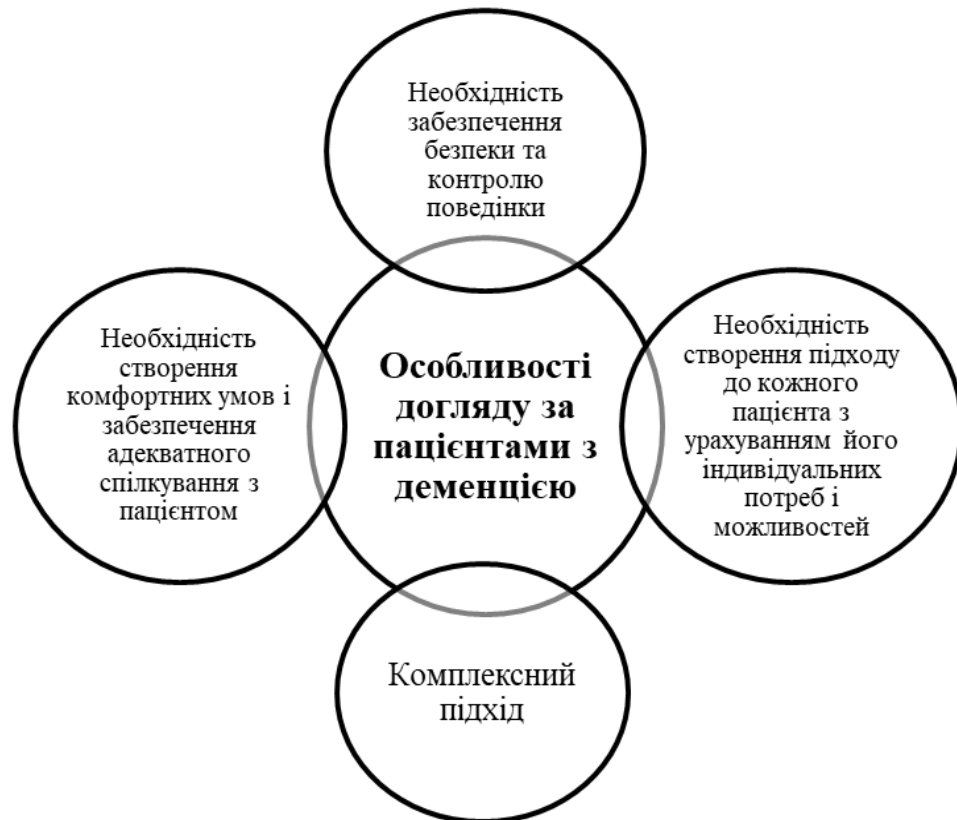 Необхідність
забезпечення
безпеки та
контролю
поведінки
Необхідність
створення
комфортних умов і
забезпечення
адекватного
спілкування з
пацієнтом
Особливості
догляду за
пацієнтами з
деменцією
Необхідність
створення підходу
до кожного
пацієнта з
урахуванням його
індивідуальних
потреб і
можливостей
Комплексний
підхід